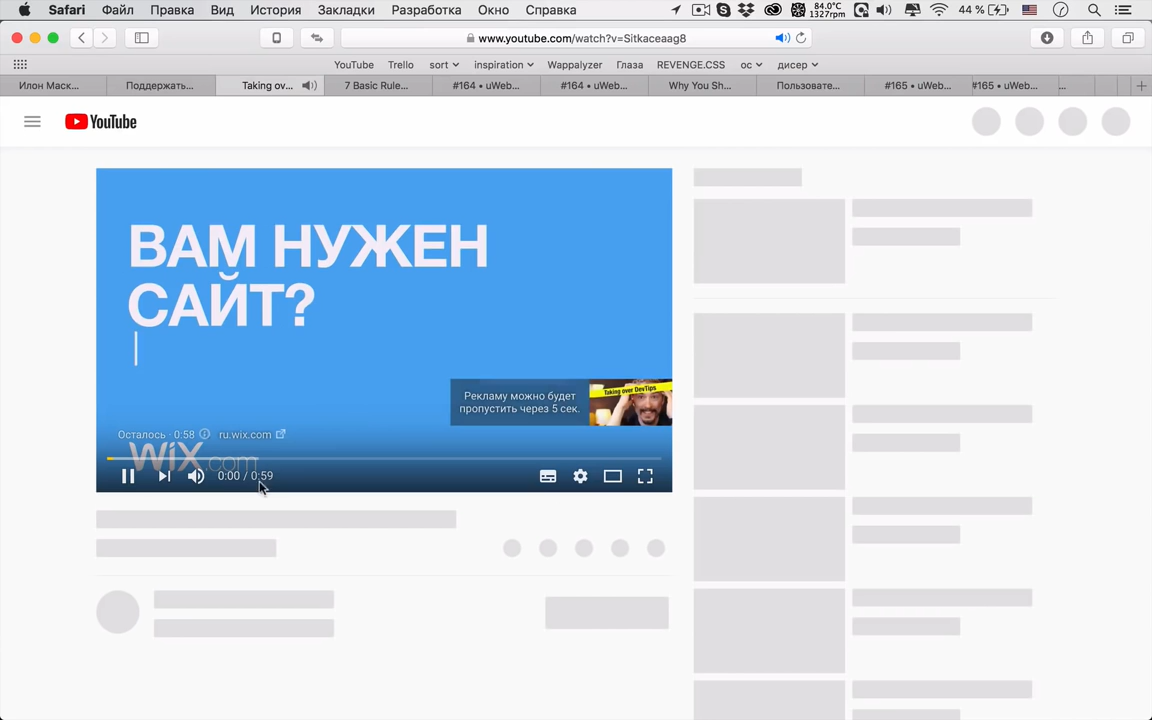 Safari Файл Правка Вид История Закладки Разработка Окно Справка 84.0°C 1327rpm 44 %
www.youtube.com/watch?v=Sitkaceaag8
YouTube Trello sort inspiration Wappalyzer Глаза REVENGE.CSS ос дисер
Илон Маск... Поддержать... Taking ov... 7 Basic Rule... #164 • uWeb... #164 • uWeb... Why You Sh... Пользовате... #165 • uWeb... #165 • uWeb... ...
YouTube
ВАМ НУЖЕН
САЙТ?
Taking over DevTips
Рекламу можно будет
пропустить через 5 сек.
Осталось · 0:58 ru.wix.com
WiX.com
0:00 / 0:59